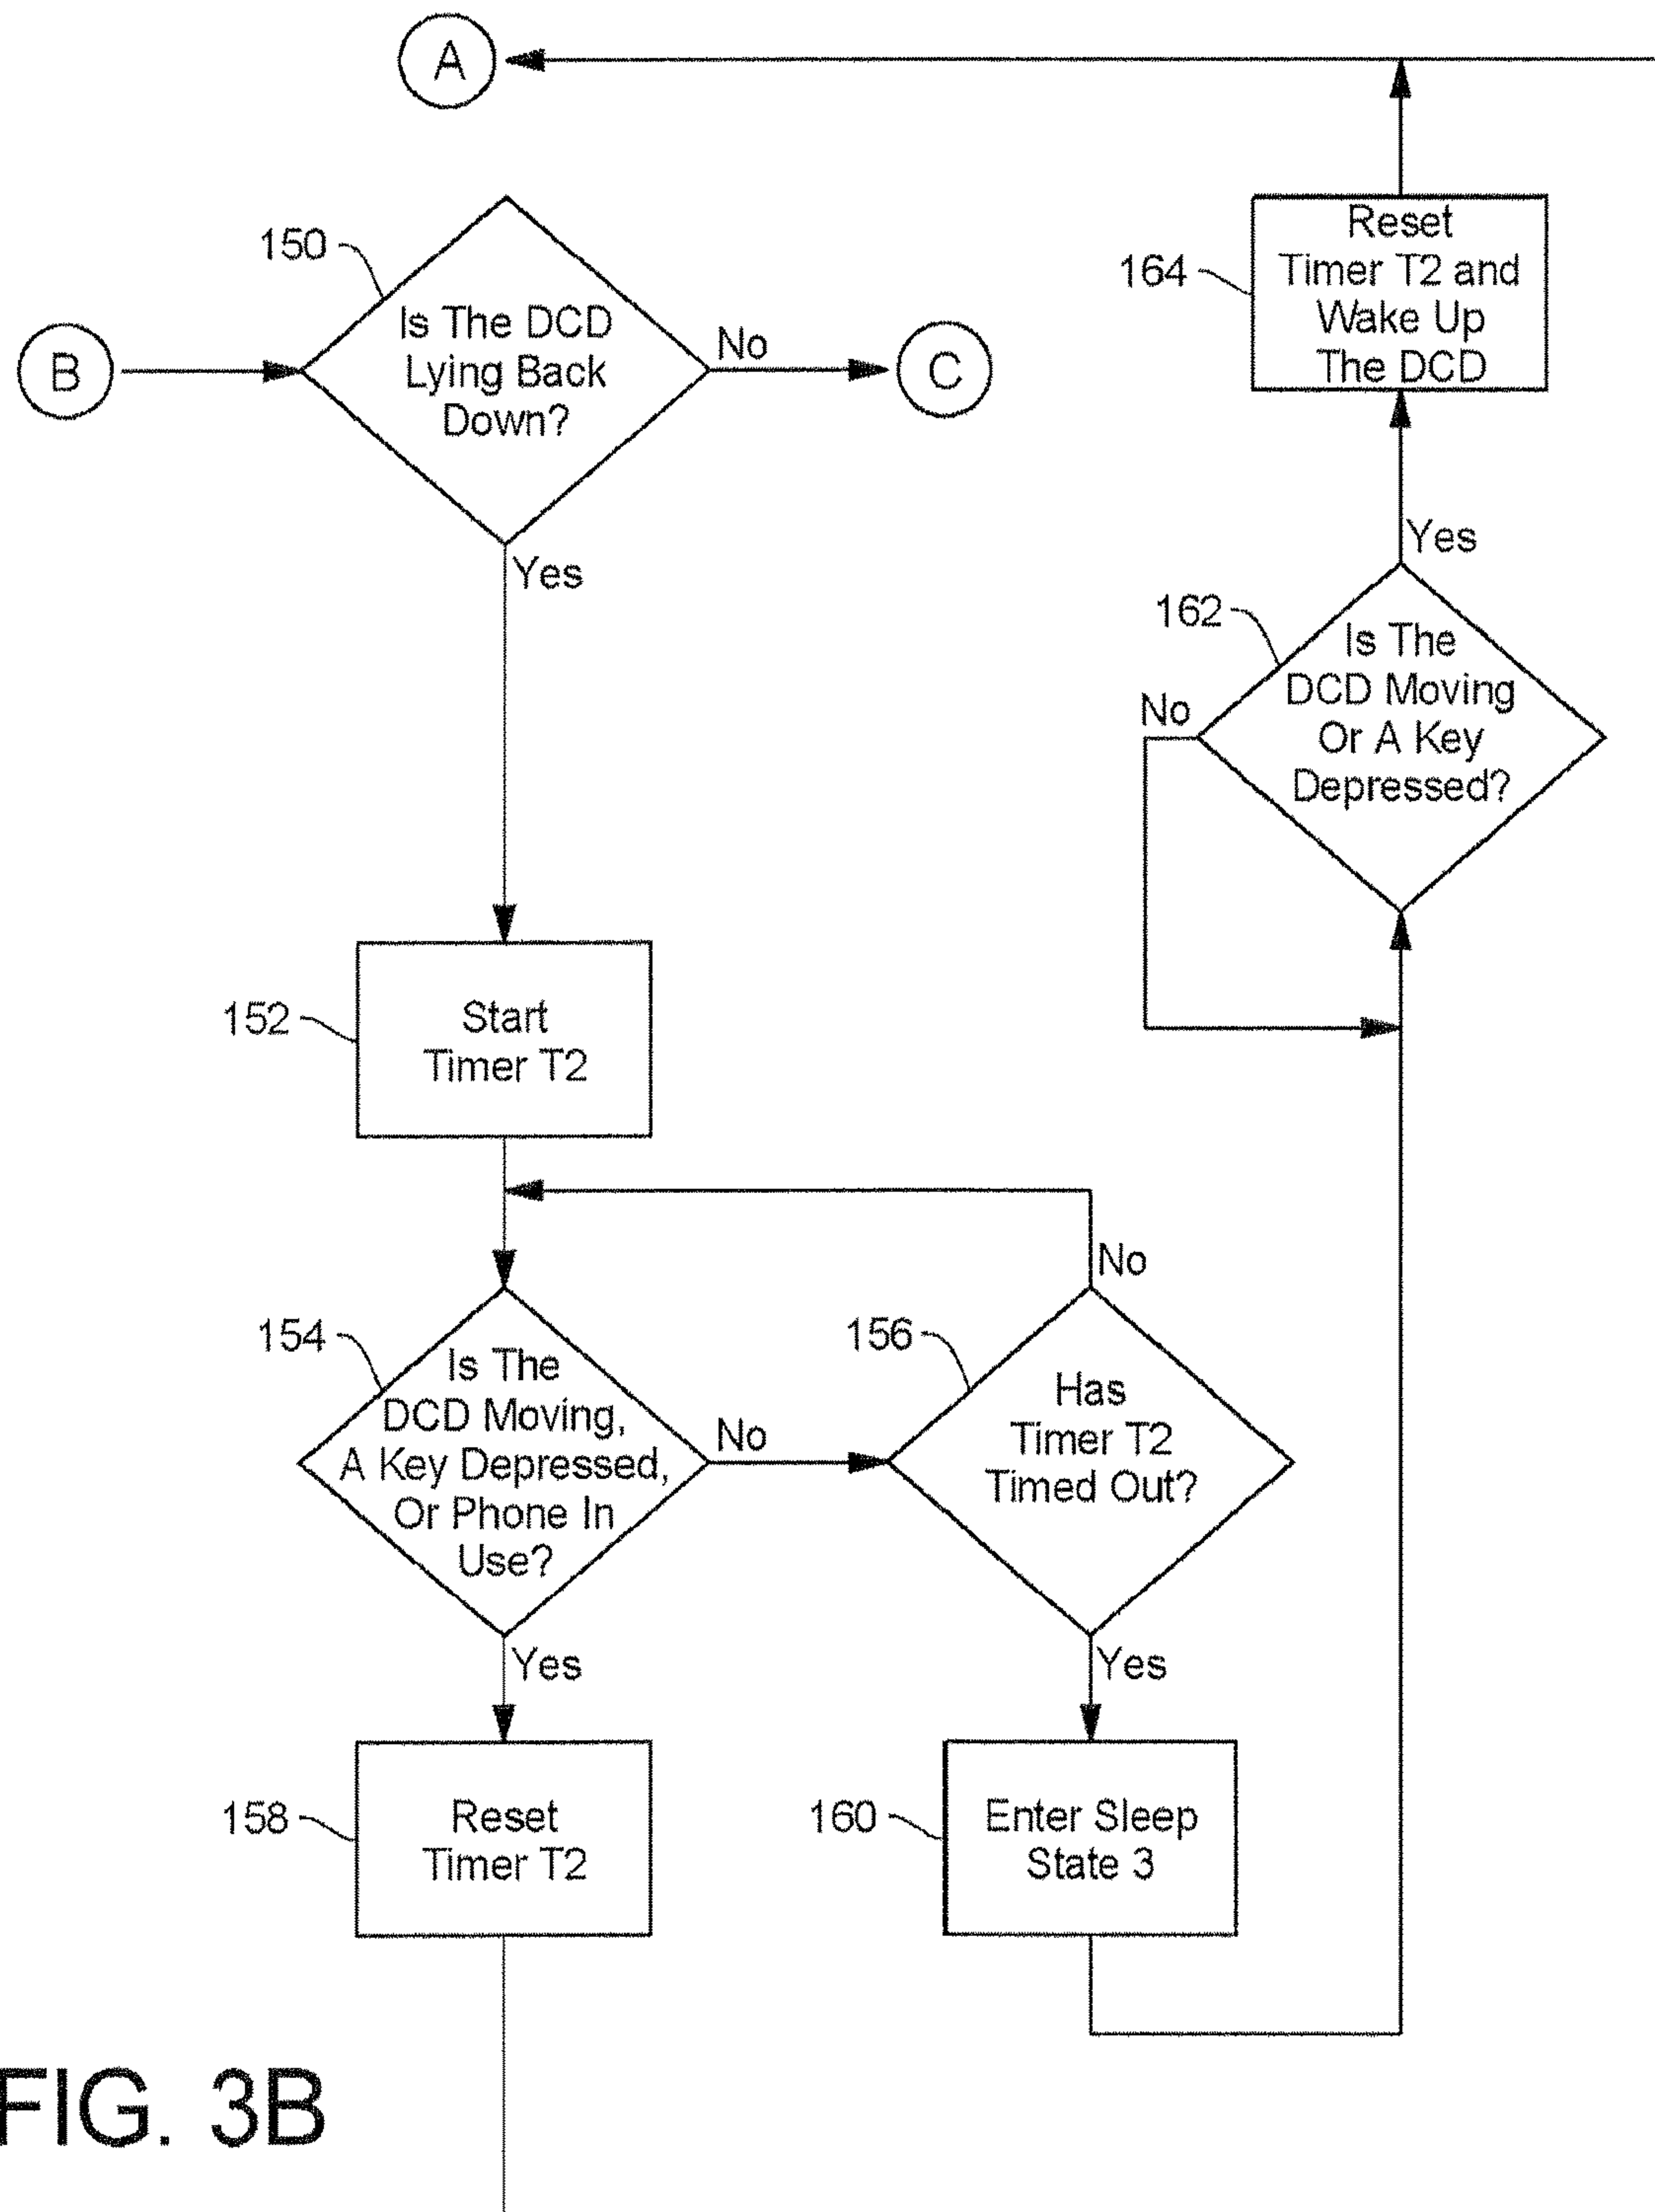 A
B
150
Is The DCD
Lying Back
Down?
No
C
Yes
164
Reset
Timer T2 and
Wake Up
The DCD
Yes
162
Is The
DCD Moving
Or A Key
Depressed?
No
152
Start
Timer T2
154
Is The
DCD Moving,
A Key Depressed,
Or Phone In
Use?
No
156
Has
Timer T2
Timed Out?
No
Yes
Yes
158
Reset
Timer T2
160
Enter Sleep
State 3
FIG. 3B